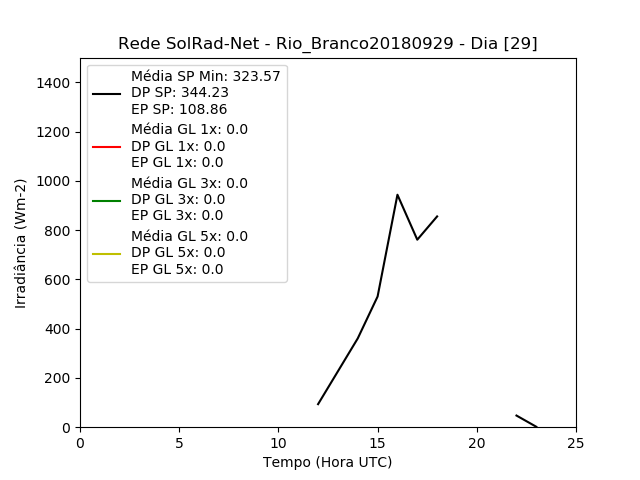 Rede SolRad-Net - Rio_Branco20180929 - Dia [29]
Média SP Min: 323.57
DP SP: 344.23
EP SP: 108.86
Média GL 1x: 0.0
DP GL 1x: 0.0
EP GL 1x: 0.0
Média GL 3x: 0.0
DP GL 3x: 0.0
EP GL 3x: 0.0
Média GL 5x: 0.0
DP GL 5x: 0.0
EP GL 5x: 0.0
Irradiância (Wm-2)
1400
1200
1000
800
600
400
200
0
0 5 10 15 20 25
Tempo (Hora UTC)